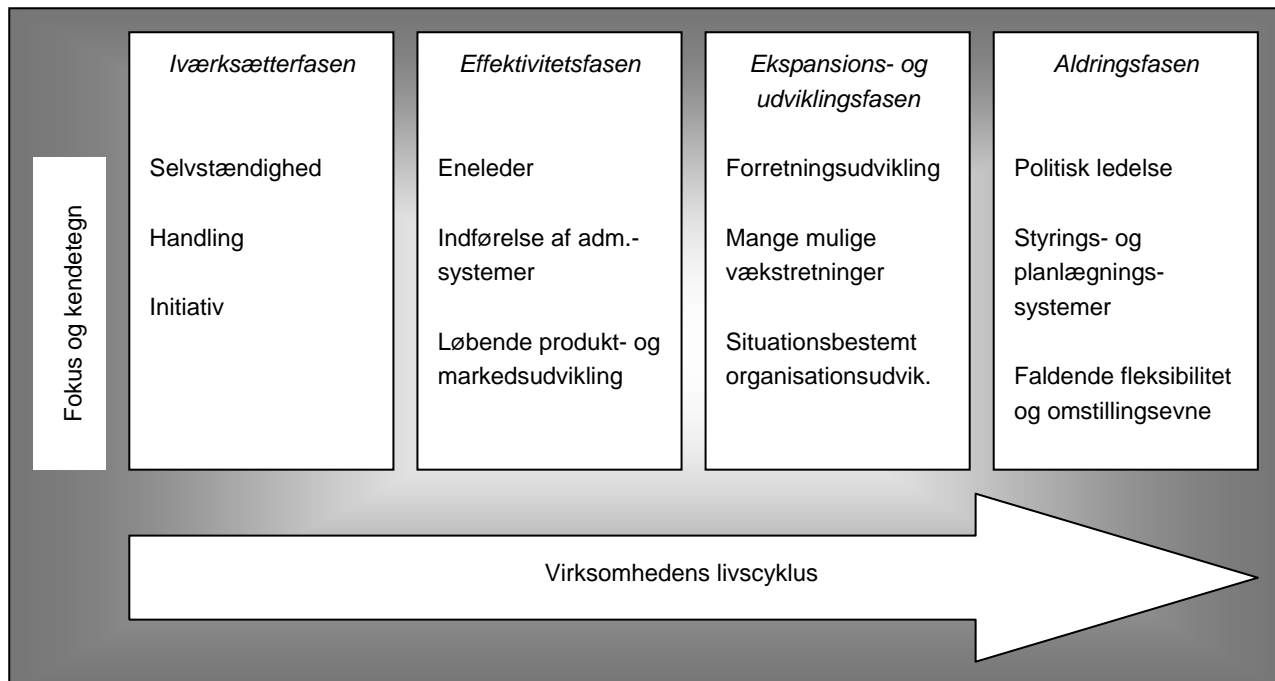 Fokus og kendetegn
Iværksætterfasen
Selvstændighed
Handling
Initiativ
Effektivitetsfasen
Eneleder
Indførelse af adm.-
systemer
Løbende produkt- og
markedsudvikling
Ekspansions- og
udviklingsfasen
Forretningsudvikling
Mange mulige
vækstretninger
Situationsbestemt
organisationsudvik.
Aldringsfasen
Politisk ledelse
Styrings- og
planlægnings-
systemer
Faldende fleksibilitet
og omstillingsevne
Virksomhedens livscyklus